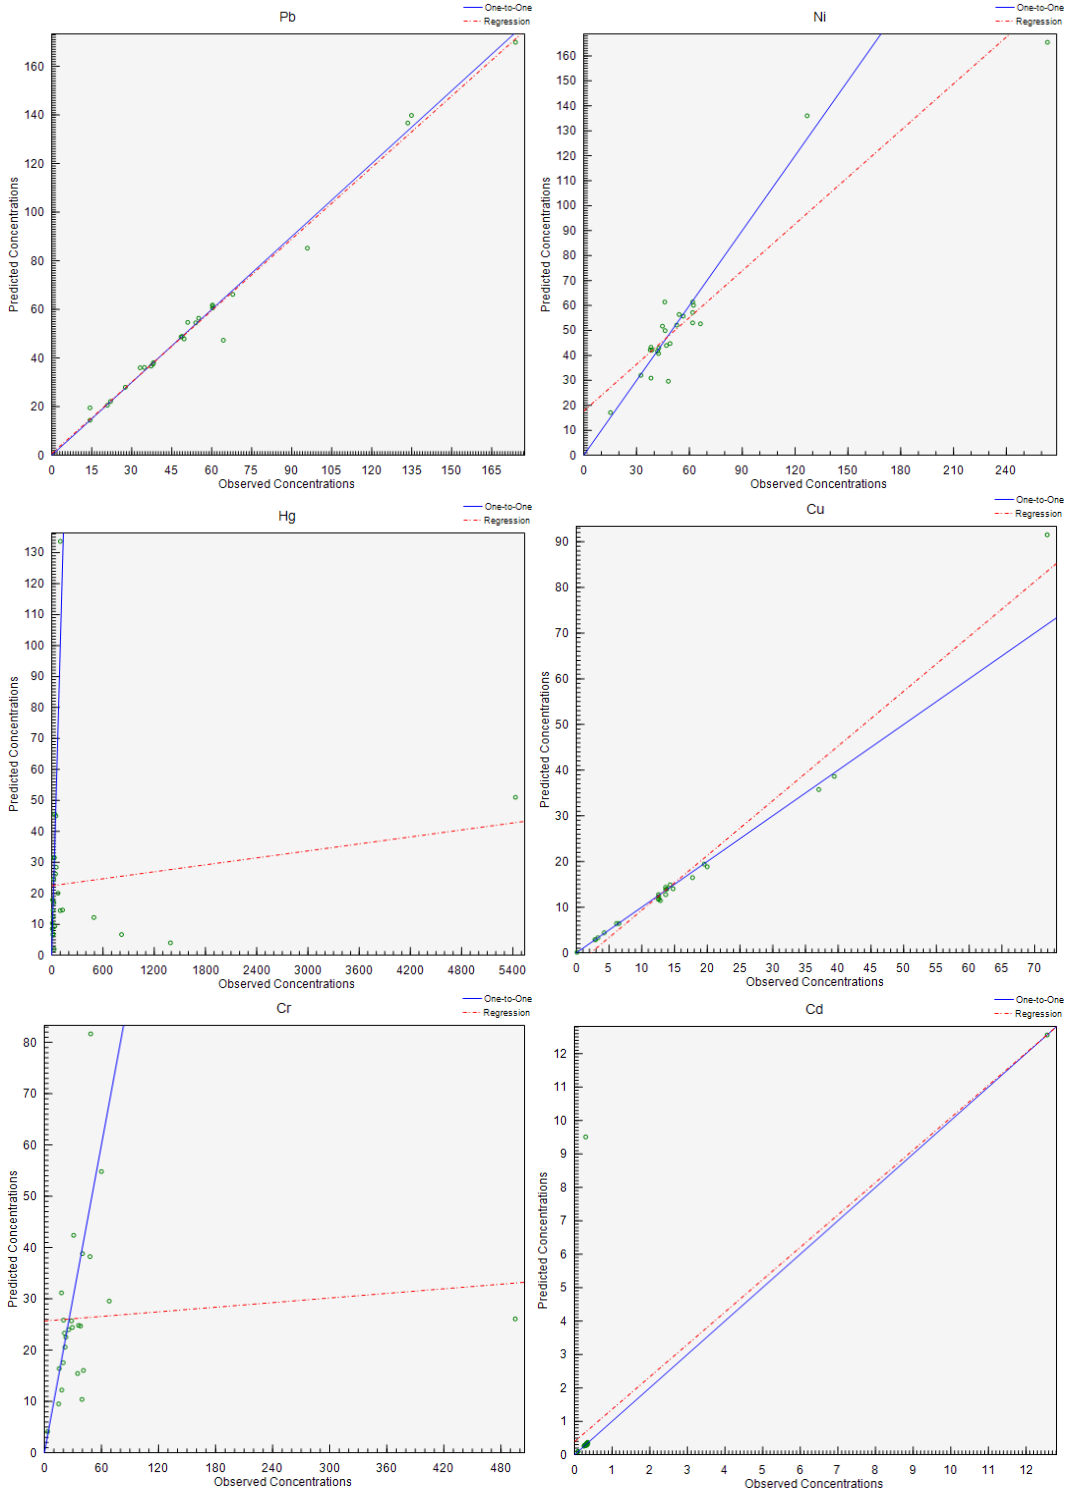 Pb
One-to-One
Regression
Predicted Concentrations
160
140
120
100
80
60
40
20
0
0 15 30 45 60 75 90 105 120 135 150 165
Observed Concentrations
Ni
One-to-One
Regression
Predicted Concentrations
160
150
140
130
120
110
100
90
80
70
60
50
40
30
20
10
0
0 30 60 90 120 150 180 210 240
Observed Concentrations
Hg
One-to-One
Regression
Predicted Concentrations
130
120
110
100
90
80
70
60
50
40
30
20
10
0
0 600 1200 1800 2400 3000 3600 4200 4800 5400
Observed Concentrations
Cu
One-to-One
Regression
Predicted Concentrations
90
80
70
60
50
40
30
20
10
0
0 5 10 15 20 25 30 35 40 45 50 55 60 65 70
Observed Concentrations
Cr
One-to-One
Regression
Predicted Concentrations
80
70
60
50
40
30
20
10
0
0 60 120 180 240 300 360 420 480
Observed Concentrations
Cd
One-to-One
Regression
Predicted Concentrations
12
11
10
9
8
7
6
5
4
3
2
1
0
0 1 2 3 4 5 6 7 8 9 10 11 12
Observed Concentrations